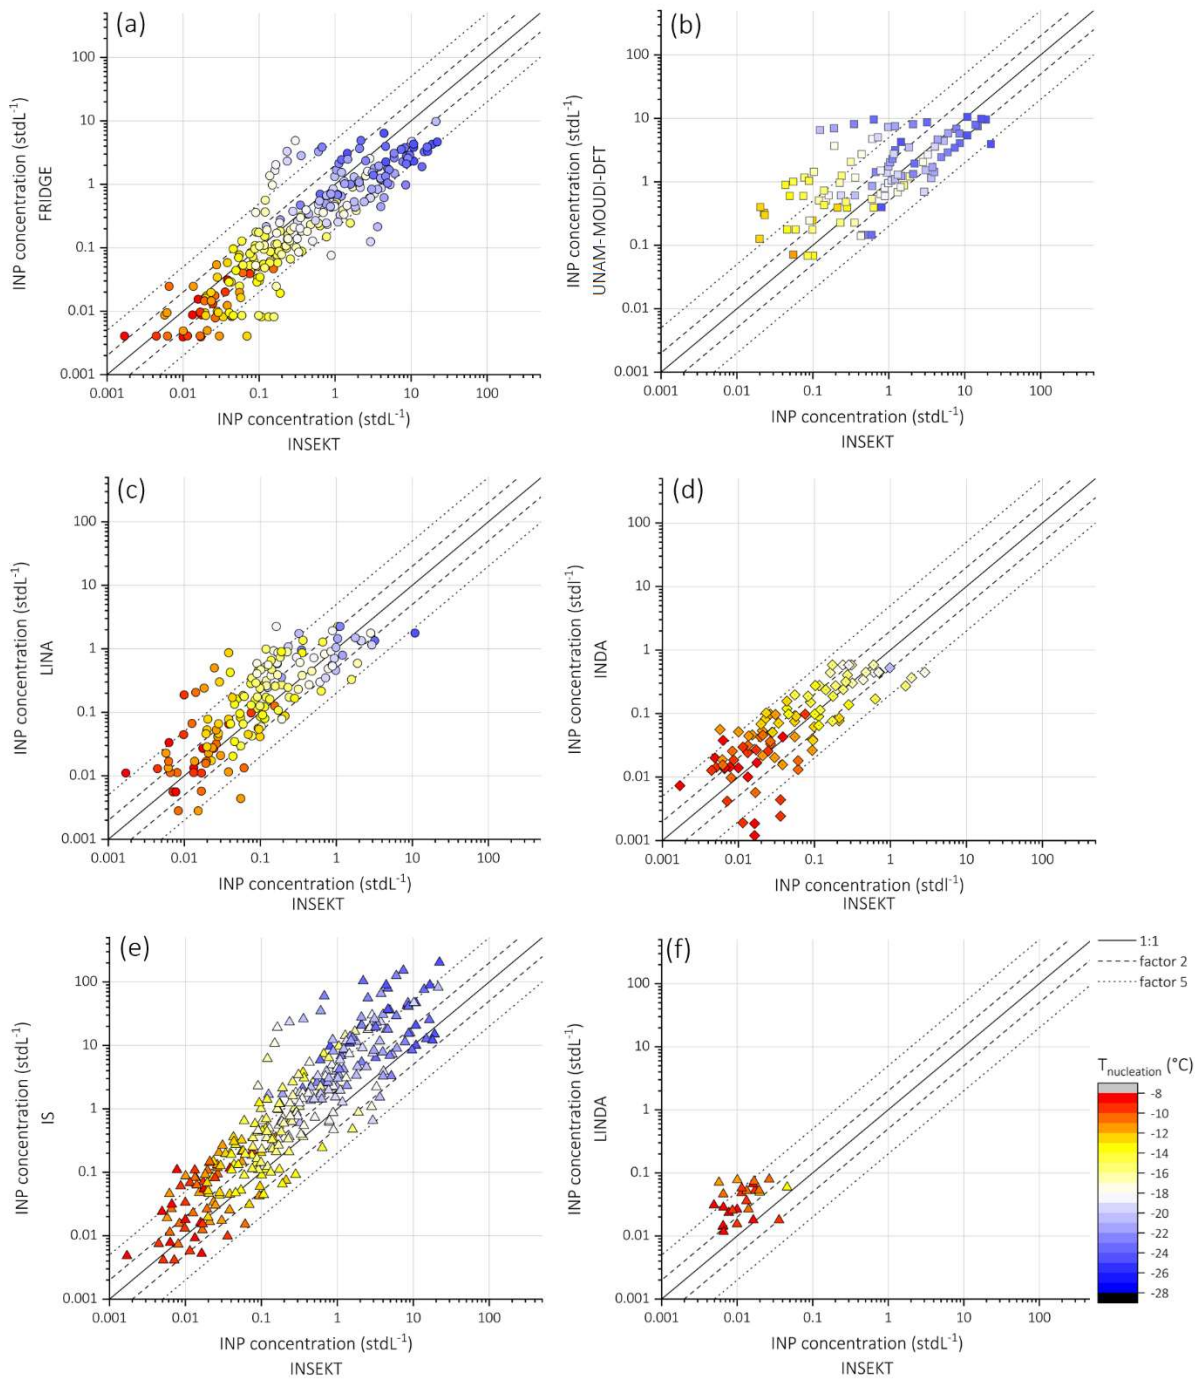 (a)
100
10
1
0.1
0.01
0.001
INP concentration (stdL⁻¹)
FRIDGE
0.001 0.01 0.1 1 10 100
INP concentration (stdL⁻¹)
INSEKT
(b)
100
10
1
0.1
0.01
0.001
INP concentration (stdL⁻¹)
UNAM-MOUDI-DFT
0.001 0.01 0.1 1 10 100
INP concentration (stdL⁻¹)
INSEKT
(c)
100
10
1
0.1
0.01
0.001
INP concentration (stdL⁻¹)
LINA
0.001 0.01 0.1 1 10 100
INP concentration (stdL⁻¹)
INSEKT
(d)
100
10
1
0.1
0.01
0.001
INP concentration (stdl⁻¹)
INDA
0.001 0.01 0.1 1 10 100
INP concentration (stdl⁻¹)
INSEKT
(e)
100
10
1
0.1
0.01
0.001
INP concentration (stdL⁻¹)
IS
0.001 0.01 0.1 1 10 100
INP concentration (stdL⁻¹)
INSEKT
(f)
100
10
1
0.1
0.01
0.001
INP concentration (stdL⁻¹)
LINDA
0.001 0.01 0.1 1 10 100
INP concentration (stdL⁻¹)
INSEKT
1:1
factor 2
factor 5
Tnucleation (°C)
-8
-10
-12
-14
-16
-18
-20
-22
-24
-26
-28